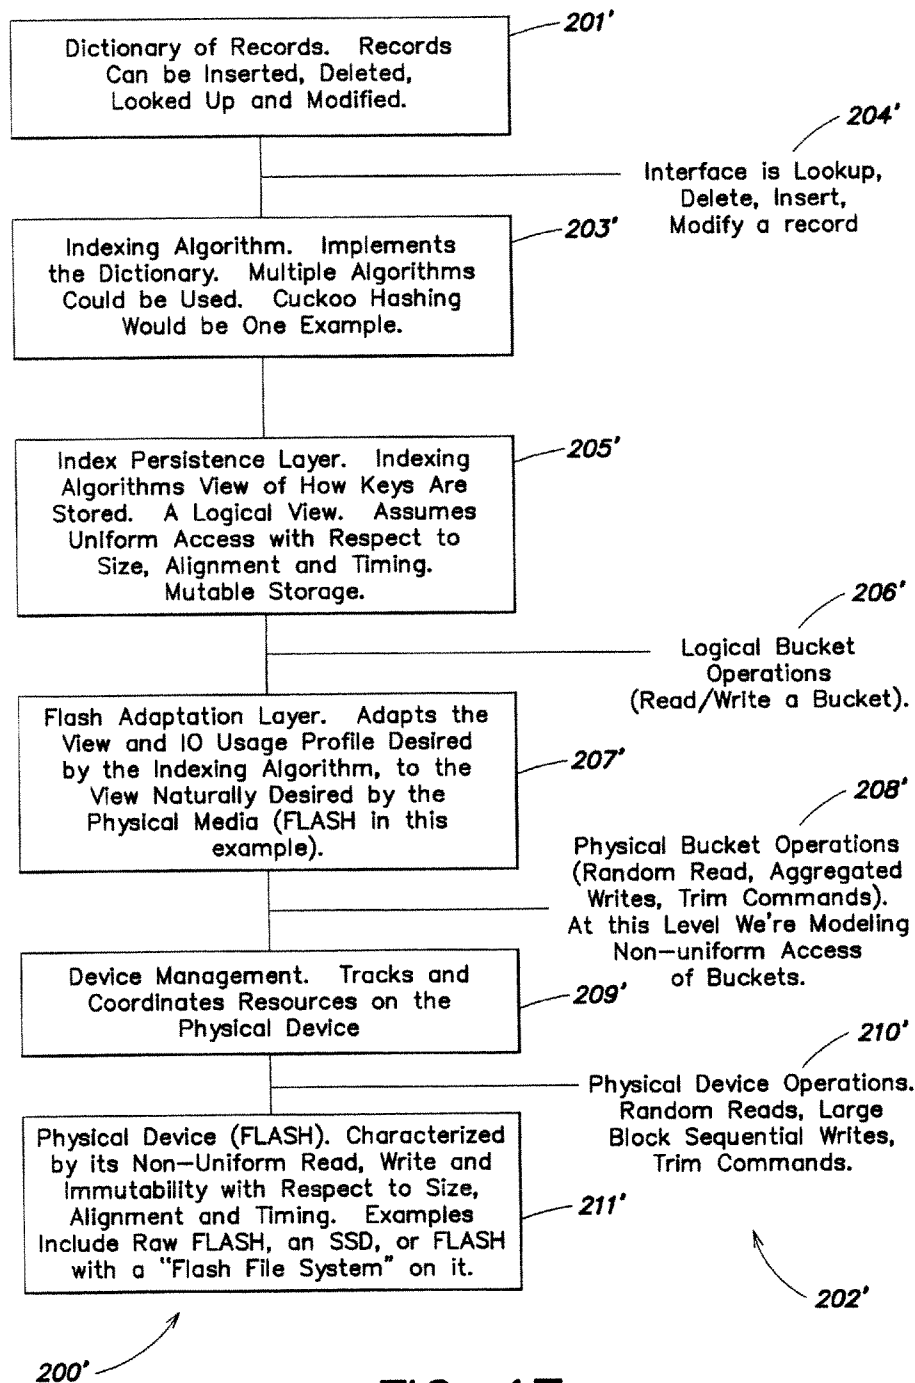 201'
Dictionary of Records. Records
Can be Inserted, Deleted,
Looked Up and Modified.
204'
Interface is Lookup,
Delete, Insert,
Modify a record
203'
Indexing Algorithm. Implements
the Dictionary. Multiple Algorithms
Could be Used. Cuckoo Hashing
Would be One Example.
205'
Index Persistence Layer. Indexing
Algorithms View of How Keys Are
Stored. A Logical View. Assumes
Uniform Access with Respect to
Size, Alignment and Timing.
Mutable Storage.
206'
Logical Bucket
Operations
(Read/Write a Bucket).
Flash Adaptation Layer. Adapts the
View and IO Usage Profile Desired
by the Indexing Algorithm, to the
View Naturally Desired by the
Physical Media (FLASH in this
example).
207'
208'
Physical Bucket Operations
(Random Read, Aggregated
Writes, Trim Commands).
At this Level We're Modeling
Non-uniform Access
of Buckets.
Device Management. Tracks and
Coordinates Resources on the
Physical Device
209'
210'
Physical Device Operations.
Random Reads, Large
Block Sequential Writes,
Trim Commands.
Physical Device (FLASH). Characterized
by its Non-Uniform Read, Write and
Immutability with Respect to Size,
Alignment and Timing. Examples
Include Raw FLASH, an SSD, or FLASH
with a "Flash File System" on it.
211'
202'
200'